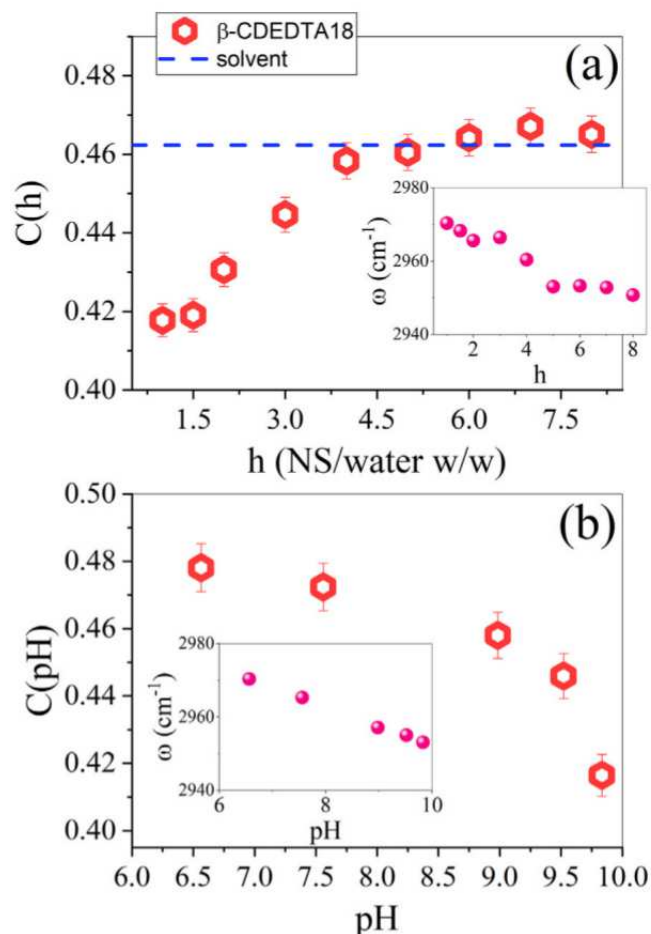 β-CDEDTA18
solvent
(a)
0.48
0.46
0.44
0.42
0.40
C(h)
2980
2960
2940
ω (cm⁻¹)
2 4 6 8
h
1.5 3.0 4.5 6.0 7.5
h (NS/water w/w)
(b)
0.50
0.48
0.46
0.44
0.42
0.40
C(pH)
2980
2960
2940
ω (cm⁻¹)
6 8 10
pH
6.0 6.5 7.0 7.5 8.0 8.5 9.0 9.5 10.0
pH